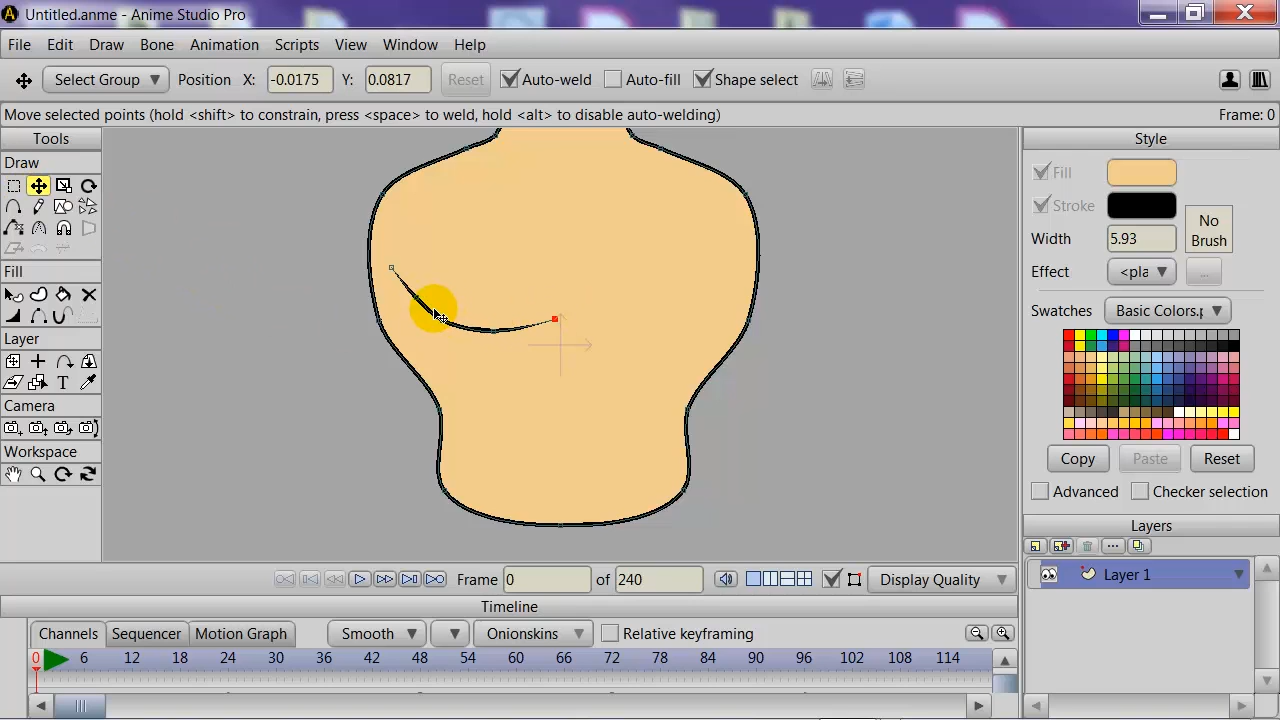 Untitled.anme - Anime Studio Pro
File Edit Draw Bone Animation Scripts View Window Help
Select Group Position X: -0.0175 Y: 0.0817 Reset Auto-weld Auto-fill Shape select
Move selected points (hold <shift> to constrain, press <space> to weld, hold <alt> to disable auto-welding) Frame: 0
Tools
Draw
Fill
Layer
Camera
Workspace
Style
Fill
Stroke
No
Brush
Width 5.93
Effect <pla ...
Swatches Basic Colors.p
Copy Paste Reset
Advanced Checker selection
Layers
Layer 1
Frame 0 of 240 Display Quality
Timeline
Channels Sequencer Motion Graph Smooth Onionskins Relative keyframing
0 6 12 18 24 30 36 42 48 54 60 66 72 78 84 90 96 102 108 114